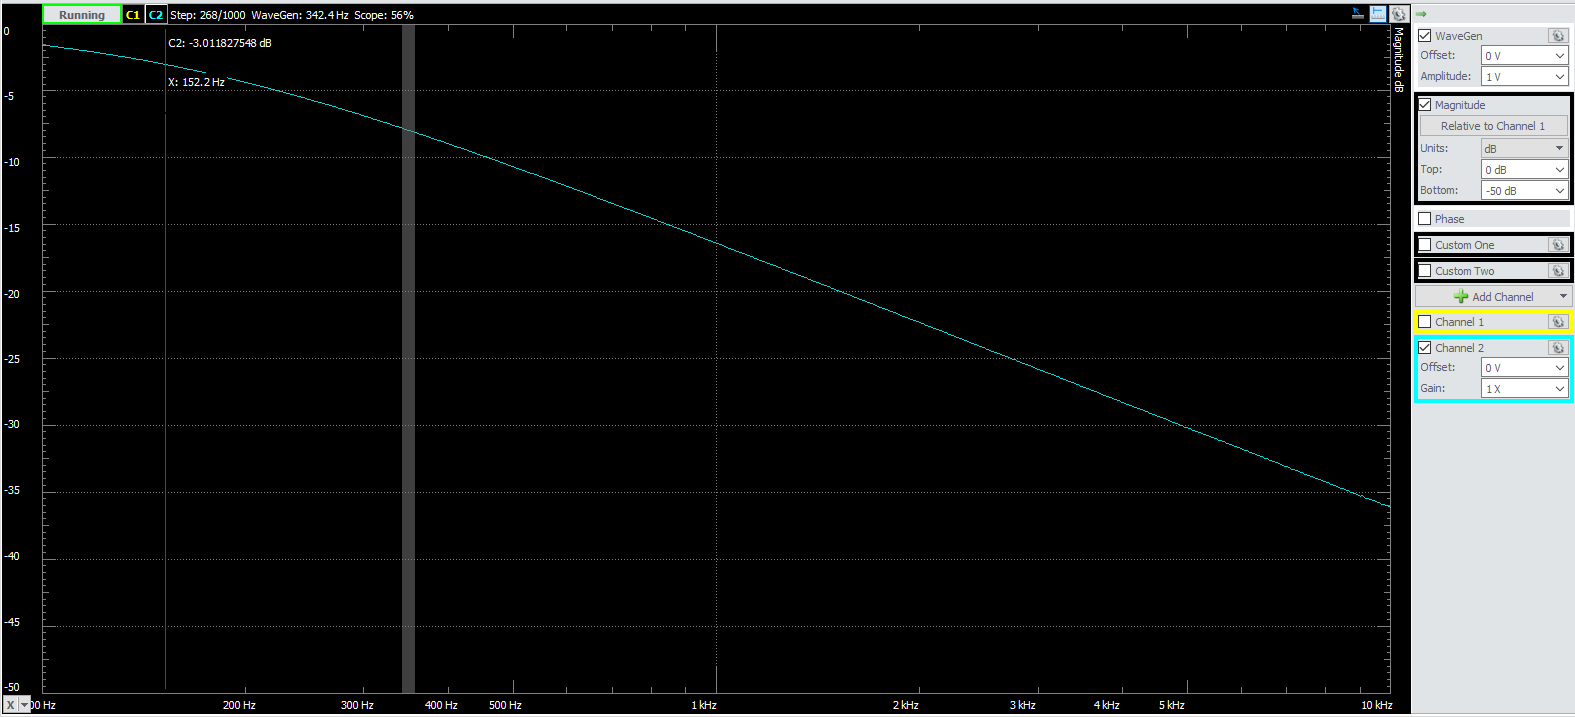 Running C1 C2 Step: 268/1000 WaveGen: 342.4 Hz Scope: 56%
C2: -3.011827548 dB
X: 152.2 Hz
0
-5
-10
-15
-20
-25
-30
-35
-40
-45
-50
X
00 Hz 200 Hz 300 Hz 400 Hz 500 Hz 1 kHz 2 kHz 3 kHz 4 kHz 5 kHz 10 kHz
Magnitude dB
WaveGen
Offset: 0 V
Amplitude: 1 V
Magnitude
Relative to Channel 1
Units: dB
Top: 0 dB
Bottom: -50 dB
Phase
Custom One
Custom Two
Add Channel
Channel 1
Channel 2
Offset: 0 V
Gain: 1 X